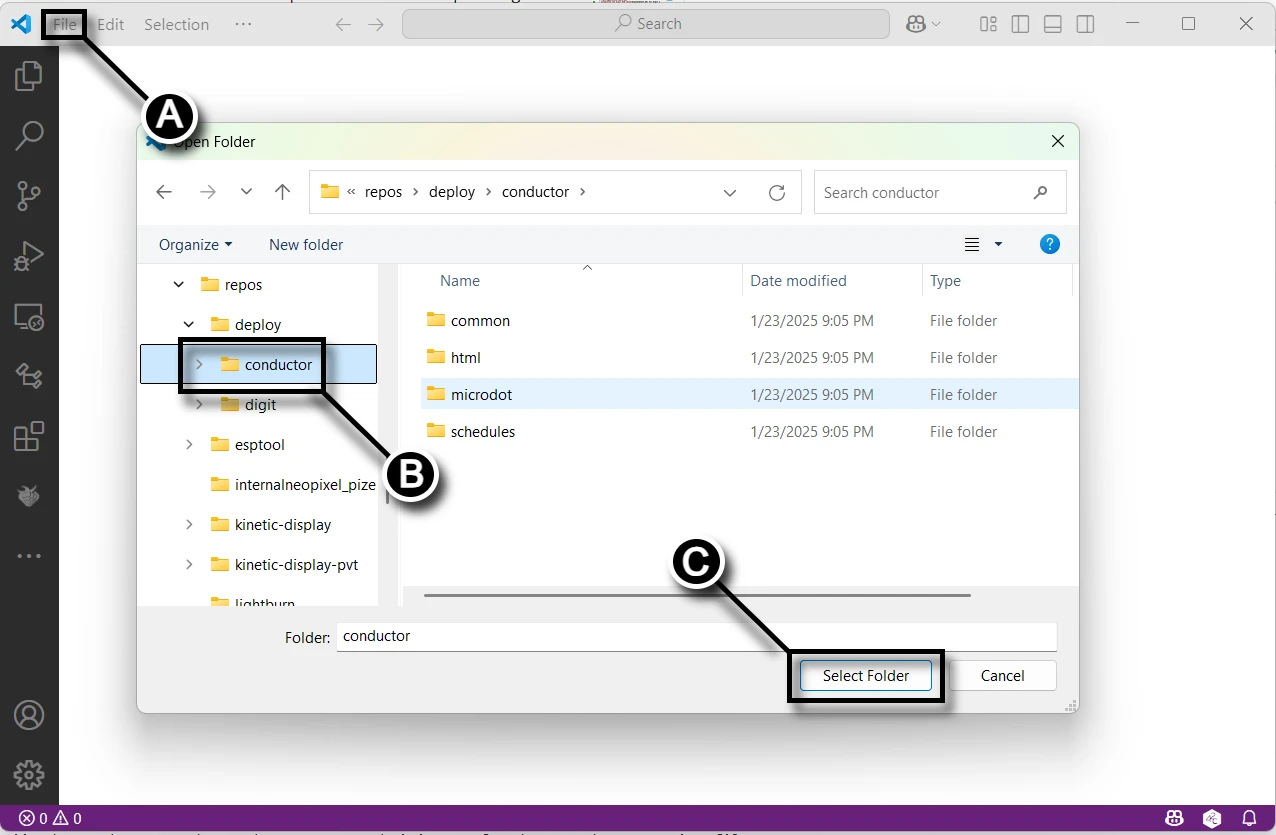 File Edit Selection ··· Search
A
Open Folder
« repos > deploy > conductor > Search conductor
Organize New folder ?
Name Date modified Type
repos
deploy
conductor
digit
esptool
internalneopixel_pize
kinetic-display
kinetic-display-pvt
lightburn
common 1/23/2025 9:05 PM File folder
html 1/23/2025 9:05 PM File folder
microdot 1/23/2025 9:05 PM File folder
schedules 1/23/2025 9:05 PM File folder
B
C
Folder: conductor
Select Folder Cancel
0 0